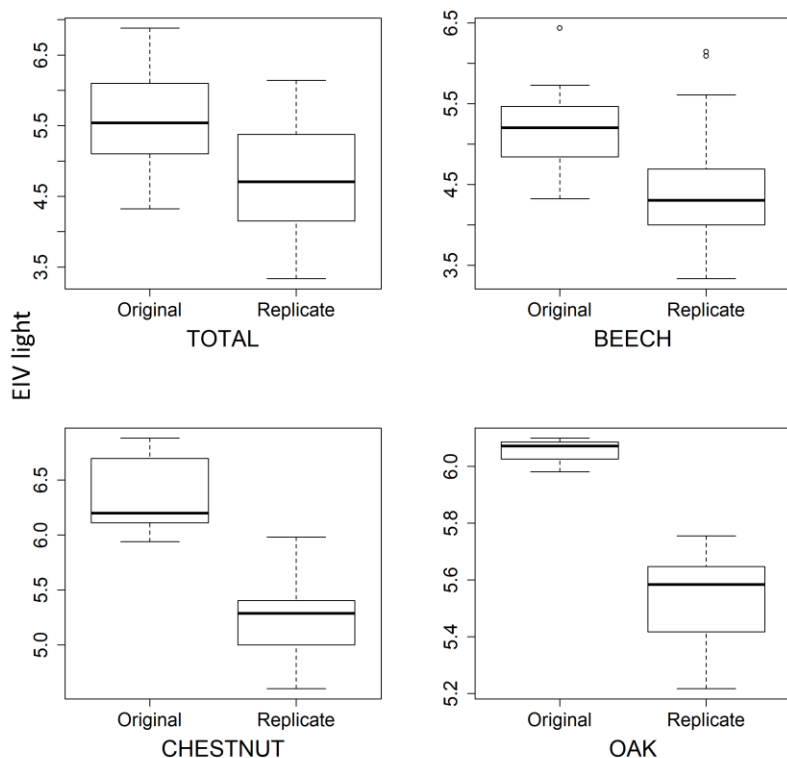 EIV light
6.5
5.5
4.5
3.5
Original Replicate
TOTAL
6.5
5.5
4.5
3.5
Original Replicate
BEECH
6.5
6.0
5.5
5.0
Original Replicate
CHESTNUT
6.0
5.8
5.6
5.4
5.2
Original Replicate
OAK